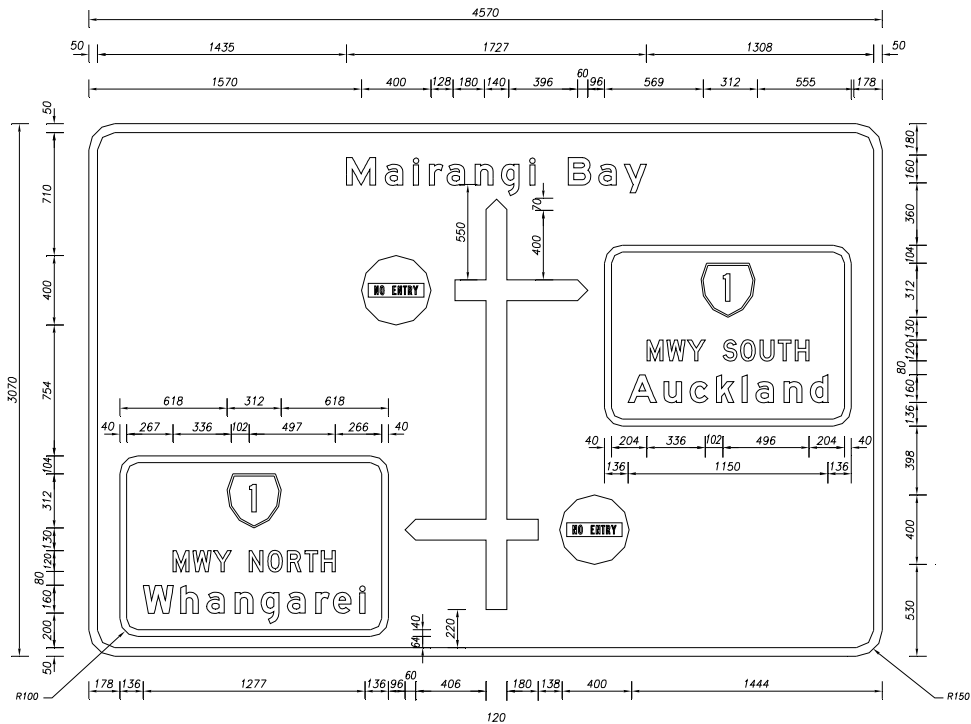 4570
50 1435 1727 1308 50
1570 400 128 180 140 396 60 96 569 312 555 178
50
710
400
754
3070
104
312
130
120
80
160
200
50
180
160
360
104
312
130
120
80
160
136
398
400
530
Mairangi Bay
550
70
400
NO ENTRY
1
MWY SOUTH
Auckland
40 204 336 102 496 204 40
136 1150 136
618 312 618
40 267 336 102 497 266 40
1
MWY NORTH
Whangarei
NO ENTRY
40
64
220
R100
R150
178 136 1277 136 96 60 406 180 138 400 1444
120